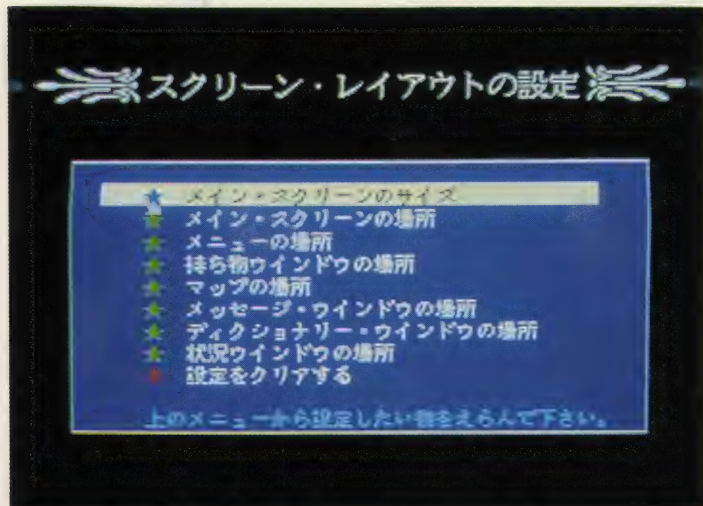 スクリーン・レイアウトの設定
メイン・スクリーンのサイズ
メイン・スクリーンの場所
メニューの場所
持ち物ウインドウの場所
マップの場所
メッセージ・ウインドウの場所
ディクショナリー・ウインドウの場所
状況ウインドウの場所
設定をクリアする
上のメニューから設定したい物をえらんで下さい。